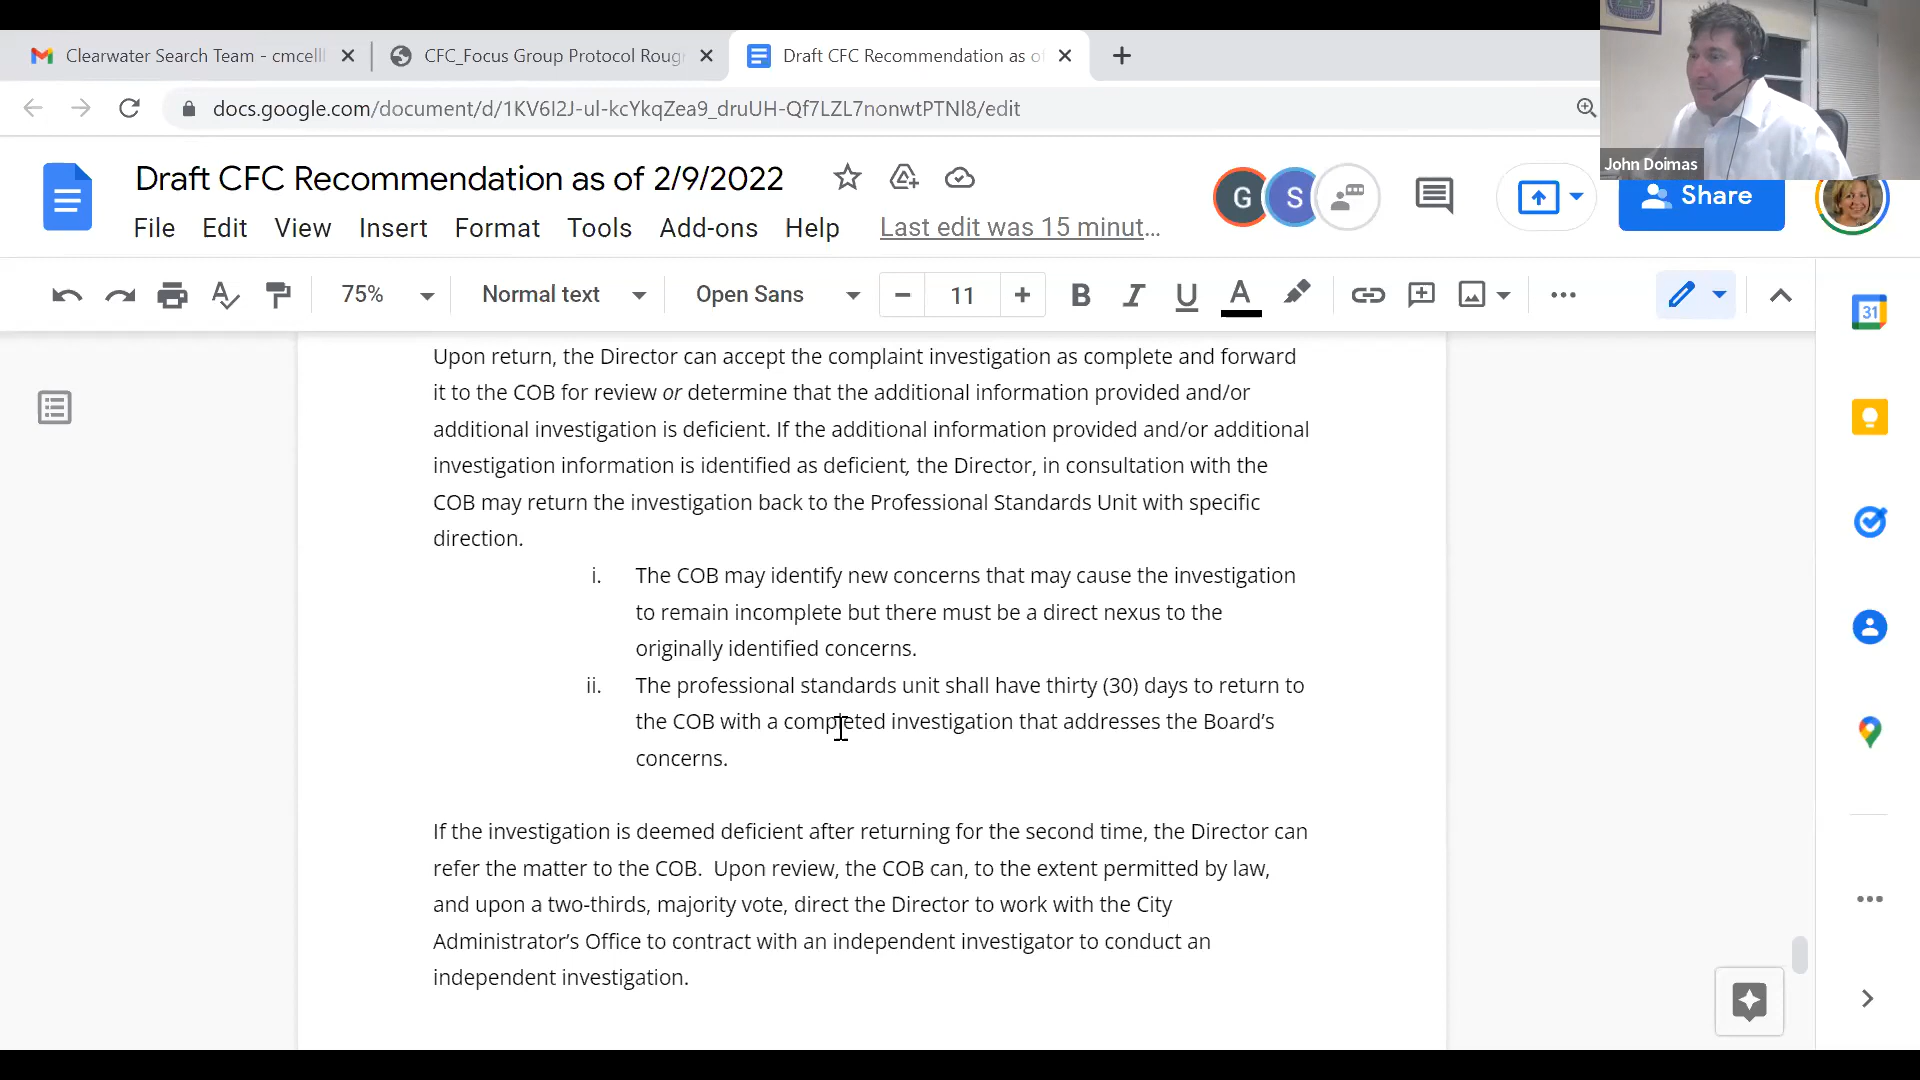 Clearwater Search Team - cmcell
CFC_Focus Group Protocol Roug
Draft CFC Recommendation as of
docs.google.com/document/d/1KV6I2J-ul-kcYkqZea9_druUH-Qf7LZL7nonwtPTNl8/edit
John Doimas
Draft CFC Recommendation as of 2/9/2022
G
S
Share
File Edit View Insert Format Tools Add-ons Help Last edit was 15 minut…
75% Normal text Open Sans 11 B I U A
31
Upon return, the Director can accept the complaint investigation as complete and forward
it to the COB for review or determine that the additional information provided and/or
additional investigation is deficient. If the additional information provided and/or additional
investigation information is identified as deficient, the Director, in consultation with the
COB may return the investigation back to the Professional Standards Unit with specific
direction.
i. The COB may identify new concerns that may cause the investigation
to remain incomplete but there must be a direct nexus to the
originally identified concerns.
ii. The professional standards unit shall have thirty (30) days to return to
the COB with a completed investigation that addresses the Board’s
concerns.
If the investigation is deemed deficient after returning for the second time, the Director can
refer the matter to the COB. Upon review, the COB can, to the extent permitted by law,
and upon a two-thirds, majority vote, direct the Director to work with the City
Administrator’s Office to contract with an independent investigator to conduct an
independent investigation.